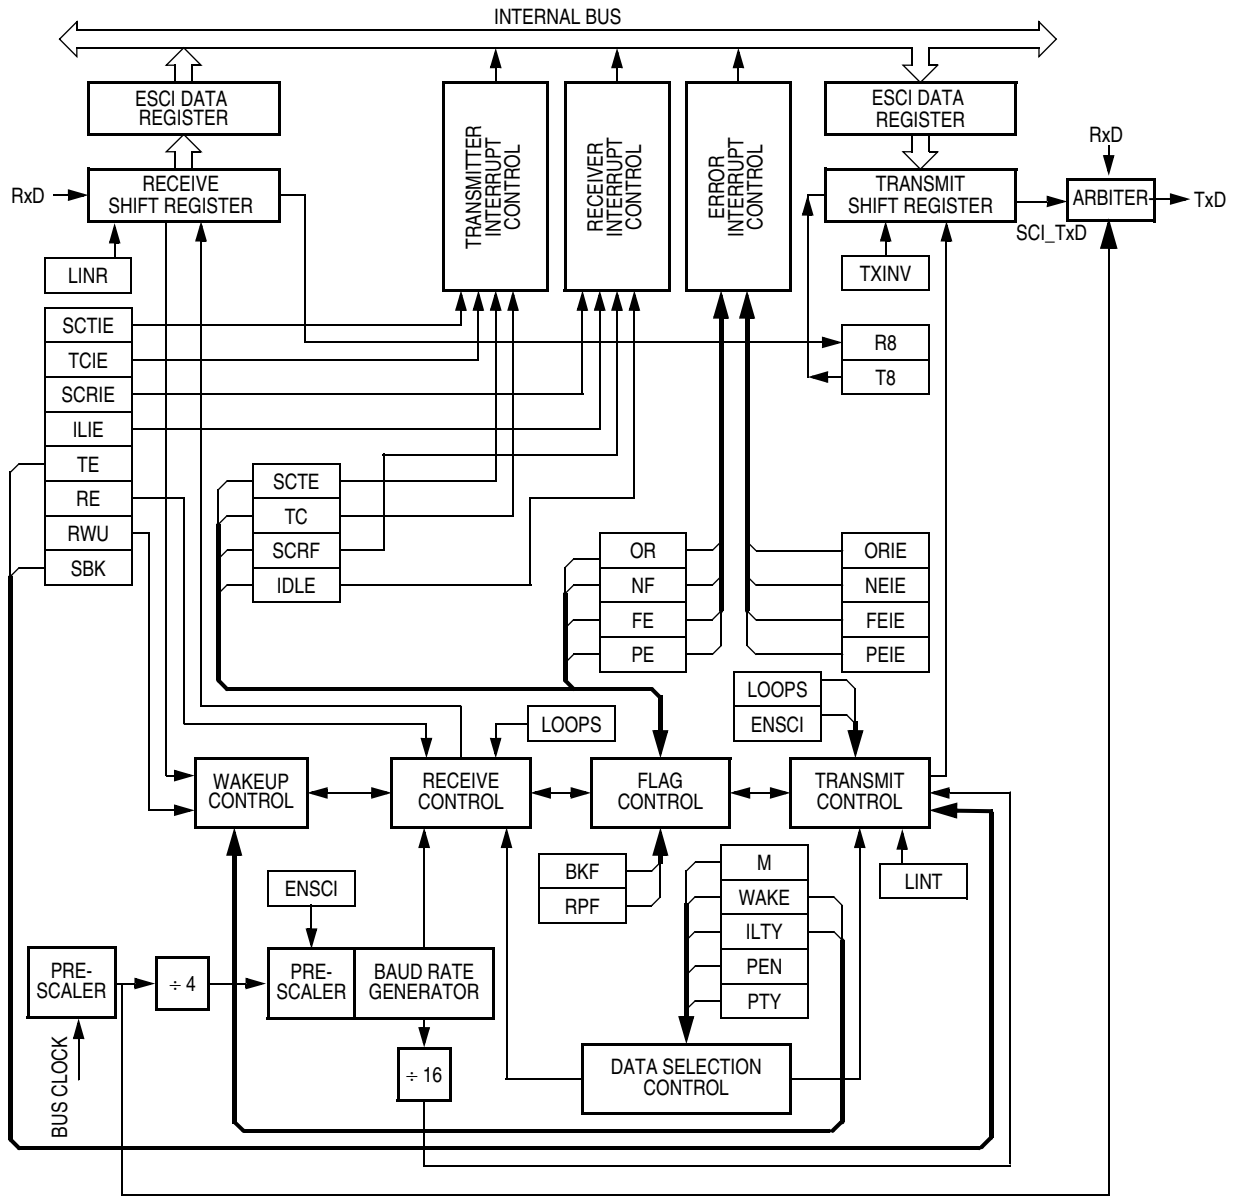 INTERNAL BUS
ESCI DATA
REGISTER
ESCI DATA
REGISTER
TRANSMITTER
INTERRUPT
CONTROL
RECEIVER
INTERRUPT
CONTROL
ERROR
INTERRUPT
CONTROL
RxD
RECEIVE
SHIFT REGISTER
TRANSMIT
SHIFT REGISTER
RxD
ARBITER
TxD
SCI_TxD
LINR
TXINV
SCTIE
TCIE
SCRIE
ILIE
TE
RE
RWU
SBK
R8
T8
SCTE
TC
SCRF
IDLE
OR
NF
FE
PE
ORIE
NEIE
FEIE
PEIE
LOOPS
ENSCI
LOOPS
WAKEUP
CONTROL
RECEIVE
CONTROL
FLAG
CONTROL
TRANSMIT
CONTROL
BKF
RPF
M
WAKE
ILTY
PEN
PTY
LINT
ENSCI
PRE-
SCALER
÷ 4
PRE-
SCALER
BAUD RATE
GENERATOR
BUS CLOCK
÷ 16
DATA SELECTION
CONTROL